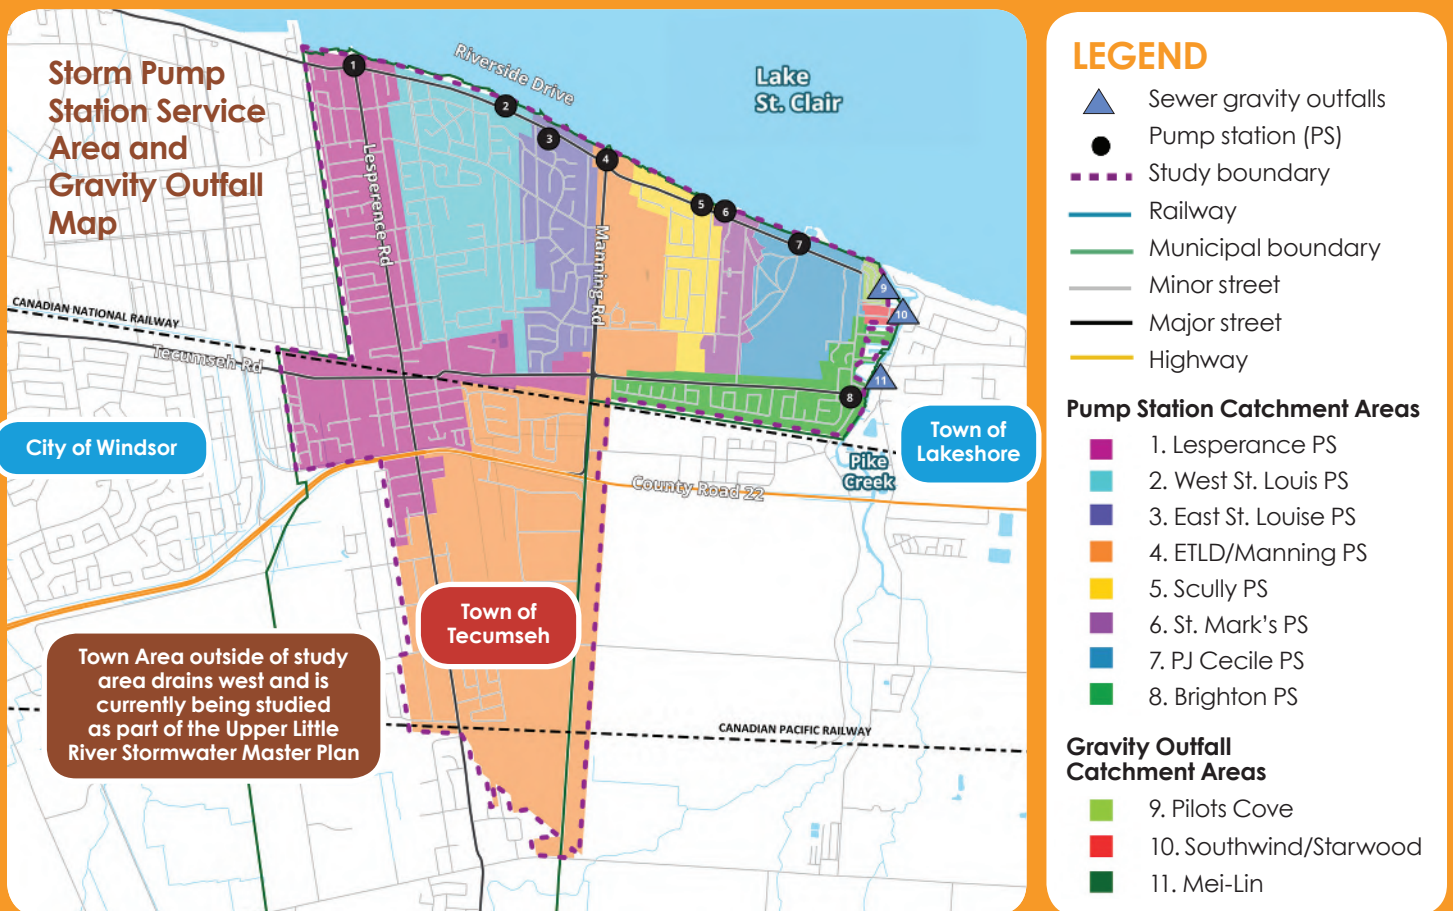 Storm Pump
Station Service
Area and
Gravity Outfall
Map
Riverside Drive
Lake
St. Clair
1
2
3
4
5
6
7
9
10
11
8
Lesperence Rd
Manning Rd
CANADIAN NATIONAL RAILWAY
Tecumseh Rd
City of Windsor
Town of
Lakeshore
Pike
Creek
County Road 22
Town of
Tecumseh
Town Area outside of study
area drains west and is
currently being studied
as part of the Upper Little
River Stormwater Master Plan
CANADIAN PACIFIC RAILWAY
LEGEND
Sewer gravity outfalls
Pump station (PS)
Study boundary
Railway
Municipal boundary
Minor street
Major street
Highway
Pump Station Catchment Areas
1. Lesperance PS
2. West St. Louis PS
3. East St. Louise PS
4. ETLD/Manning PS
5. Scully PS
6. St. Mark's PS
7. PJ Cecile PS
8. Brighton PS
Gravity Outfall
Catchment Areas
9. Pilots Cove
10. Southwind/Starwood
11. Mei-Lin